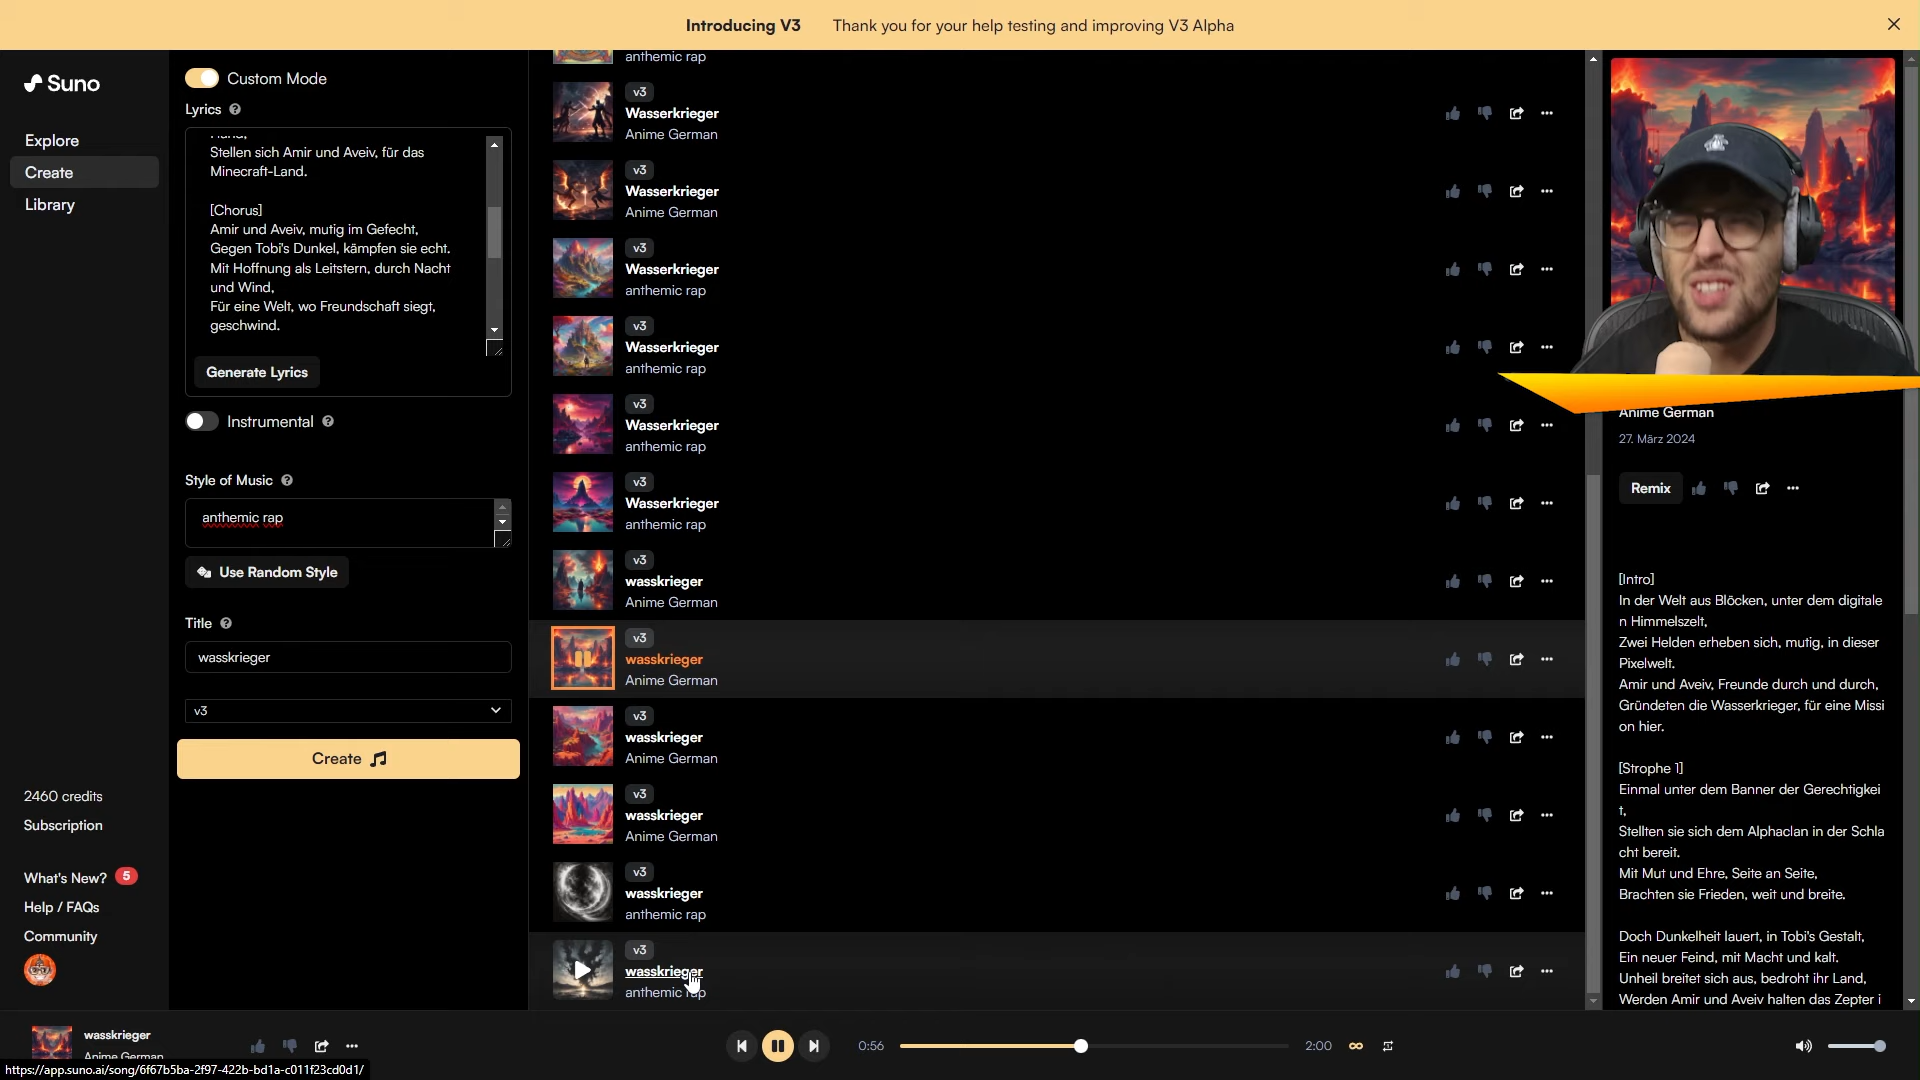 Introducing V3 Thank you for your help testing and improving V3 Alpha
Suno
Explore
Create
Library
2460 credits
Subscription
What's New? 5
Help / FAQs
Community
Custom Mode
Lyrics
Stellen sich Amir und Aveiv, für das
Minecraft-Land.
[Chorus]
Amir und Aveiv, mutig im Gefecht,
Gegen Tobi's Dunkel, kämpfen sie echt.
Mit Hoffnung als Leitstern, durch Nacht
und Wind,
Für eine Welt, wo Freundschaft siegt,
geschwind.
Generate Lyrics
Instrumental
Style of Music
anthemic rap
Use Random Style
Title
wasskrieger
v3
Create
anthemic rap
v3
Wasserkrieger
Anime German
v3
Wasserkrieger
Anime German
v3
Wasserkrieger
anthemic rap
v3
Wasserkrieger
anthemic rap
v3
Wasserkrieger
anthemic rap
v3
Wasserkrieger
anthemic rap
v3
wasskrieger
Anime German
v3
wasskrieger
Anime German
v3
wasskrieger
Anime German
v3
wasskrieger
Anime German
v3
wasskrieger
anthemic rap
v3
wasskrieger
anthemic rap
Anime German
27. März 2024
Remix
[Intro]
In der Welt aus Blöcken, unter dem digitale
n Himmelszelt,
Zwei Helden erheben sich, mutig, in dieser
Pixelwelt.
Amir und Aveiv, Freunde durch und durch,
Gründeten die Wasserkrieger, für eine Missi
on hier.
[Strophe 1]
Einmal unter dem Banner der Gerechtigkei
t,
Stellten sie sich dem Alphaclan in der Schla
cht bereit.
Mit Mut und Ehre, Seite an Seite,
Brachten sie Frieden, weit und breite.
Doch Dunkelheit lauert, in Tobi's Gestalt,
Ein neuer Feind, mit Macht und kalt.
Unheil breitet sich aus, bedroht ihr Land,
Werden Amir und Aveiv halten das Zepter i
wasskrieger
Anime German
0:56
2:00
https://app.suno.ai/song/6f67b5ba-2f97-422b-bd1a-c011f23cd0d1/